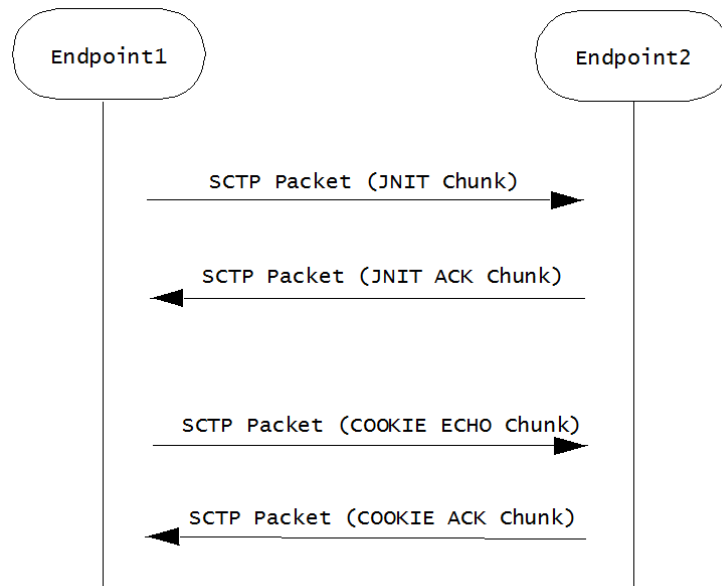 Endpoint1
Endpoint2
SCTP Packet (JNIT Chunk)
SCTP Packet (JNIT ACK Chunk)
SCTP Packet (COOKIE ECHO Chunk)
SCTP Packet (COOKIE ACK Chunk)